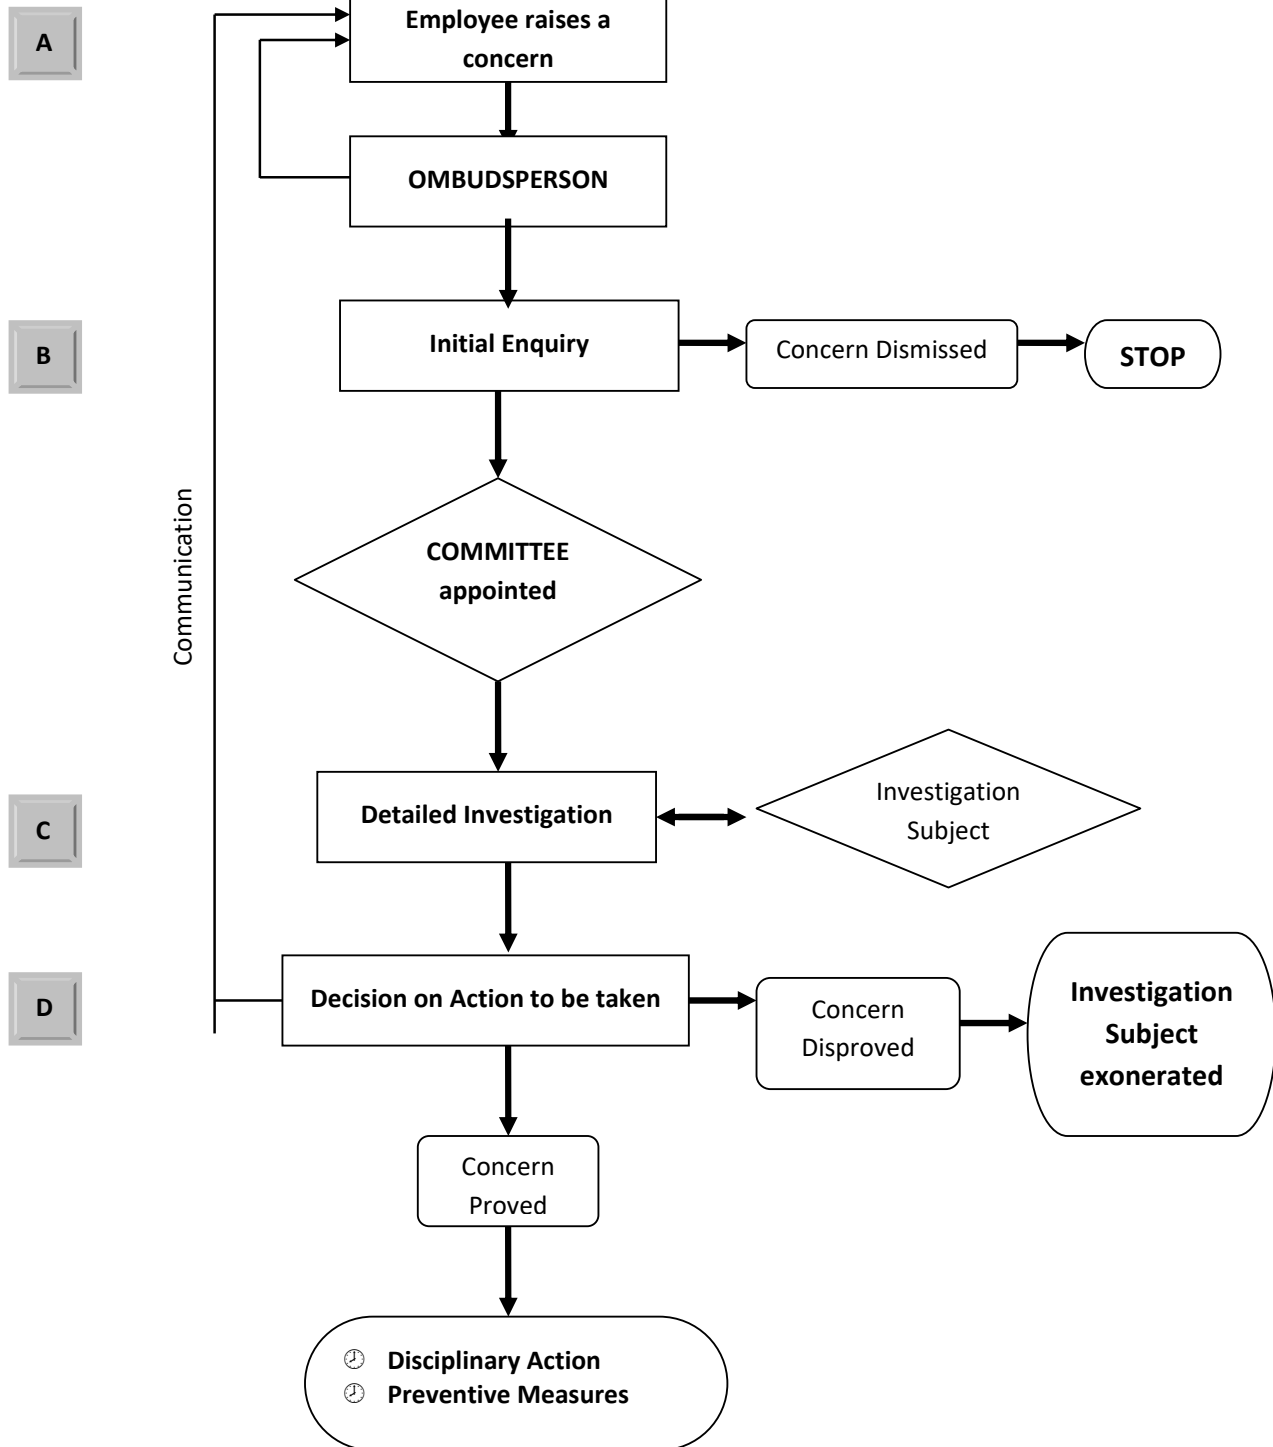 A
Employee raises a
concern
OMBUDSPERSON
B
Initial Enquiry
Concern Dismissed
STOP
Communication
COMMITTEE
appointed
C
Detailed Investigation
Investigation
Subject
D
Decision on Action to be taken
Concern
Disproved
Investigation
Subject
exonerated
Concern
Proved
Disciplinary Action
Preventive Measures